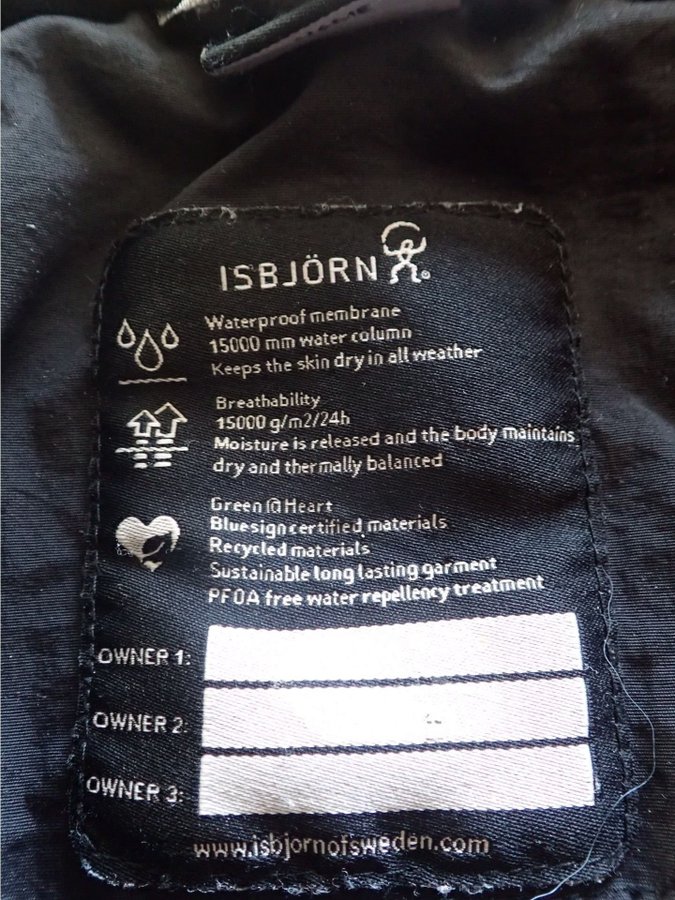 ISBJÖRN®
Waterproof membrane
15000 mm water column
Keeps the skin dry in all weather
Breathability
15000 g/m2/24h
Moisture is released and the body maintains
dry and thermally balanced
Green@Heart
Bluesign certified materials
Recycled materials
Sustainable long lasting garment
PFOA free water repellency treatment
OWNER 1:
OWNER 2:
OWNER 3:
www.isbjornofsweden.com